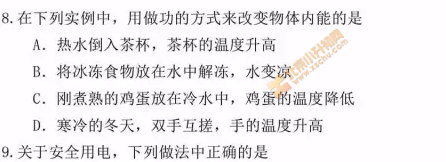 8.在下列实例中，用做功的方式来改变物体内能的是
A．热水倒入茶杯，茶杯的温度升高
B．将冰冻食物放在水中解冻，水变凉
C．刚煮熟的鸡蛋放在冷水中，鸡蛋的温度降低
D．寒冷的冬天，双手互搓，手的温度升高
9.关于安全用电，下列做法中正确的是